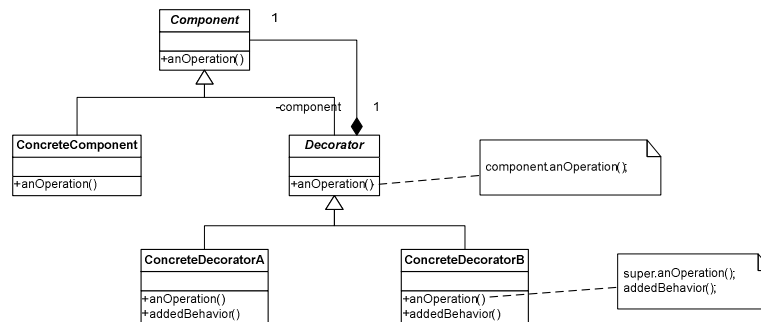 Component 1
+anOperation()
-component 1
ConcreteComponent
+anOperation()
Decorator
+anOperation()
component.anOperation();
ConcreteDecoratorA
+anOperation()
+addedBehavior()
ConcreteDecoratorB
+anOperation()
+addedBehavior()
super.anOperation();
addedBehavior();